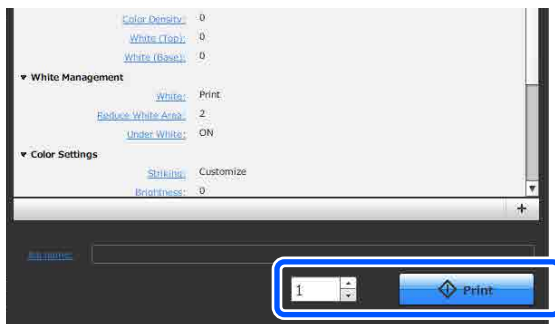 Color Density: 0
White (Top): 0
White (Base): 0
▼ White Management
White: Print
Reduce White Area: 2
Under White: ON
▼ Color Settings
Striking: Customize
Brightness: 0
+
Job name:
1 Print